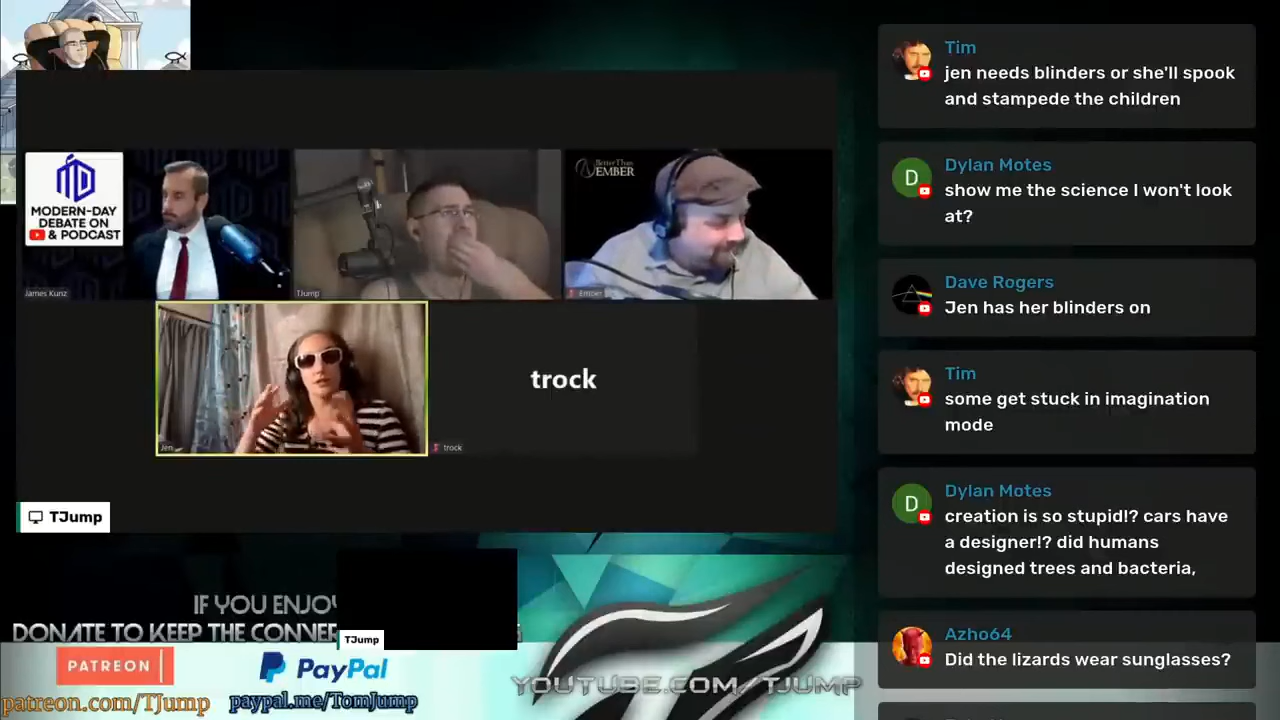 MODERN-DAY
DEBATE ON
& PODCAST
James Kunz
TJump
Better Than
EMBER
Ember
Jen
trock
trock
TJump
IF YOU ENJOY
DONATE TO KEEP THE CONVER
TJump
PATREON
PayPal
patreon.com/TJump
paypal.me/TomJump
YOUTUBE.COM/TJUMP
Tim
jen needs blinders or she'll spook
and stampede the children
Dylan Motes
D
show me the science I won't look
at?
Dave Rogers
Jen has her blinders on
Tim
some get stuck in imagination
mode
Dylan Motes
D
creation is so stupid!? cars have
a designer!? did humans
designed trees and bacteria,
Azho64
Did the lizards wear sunglasses?